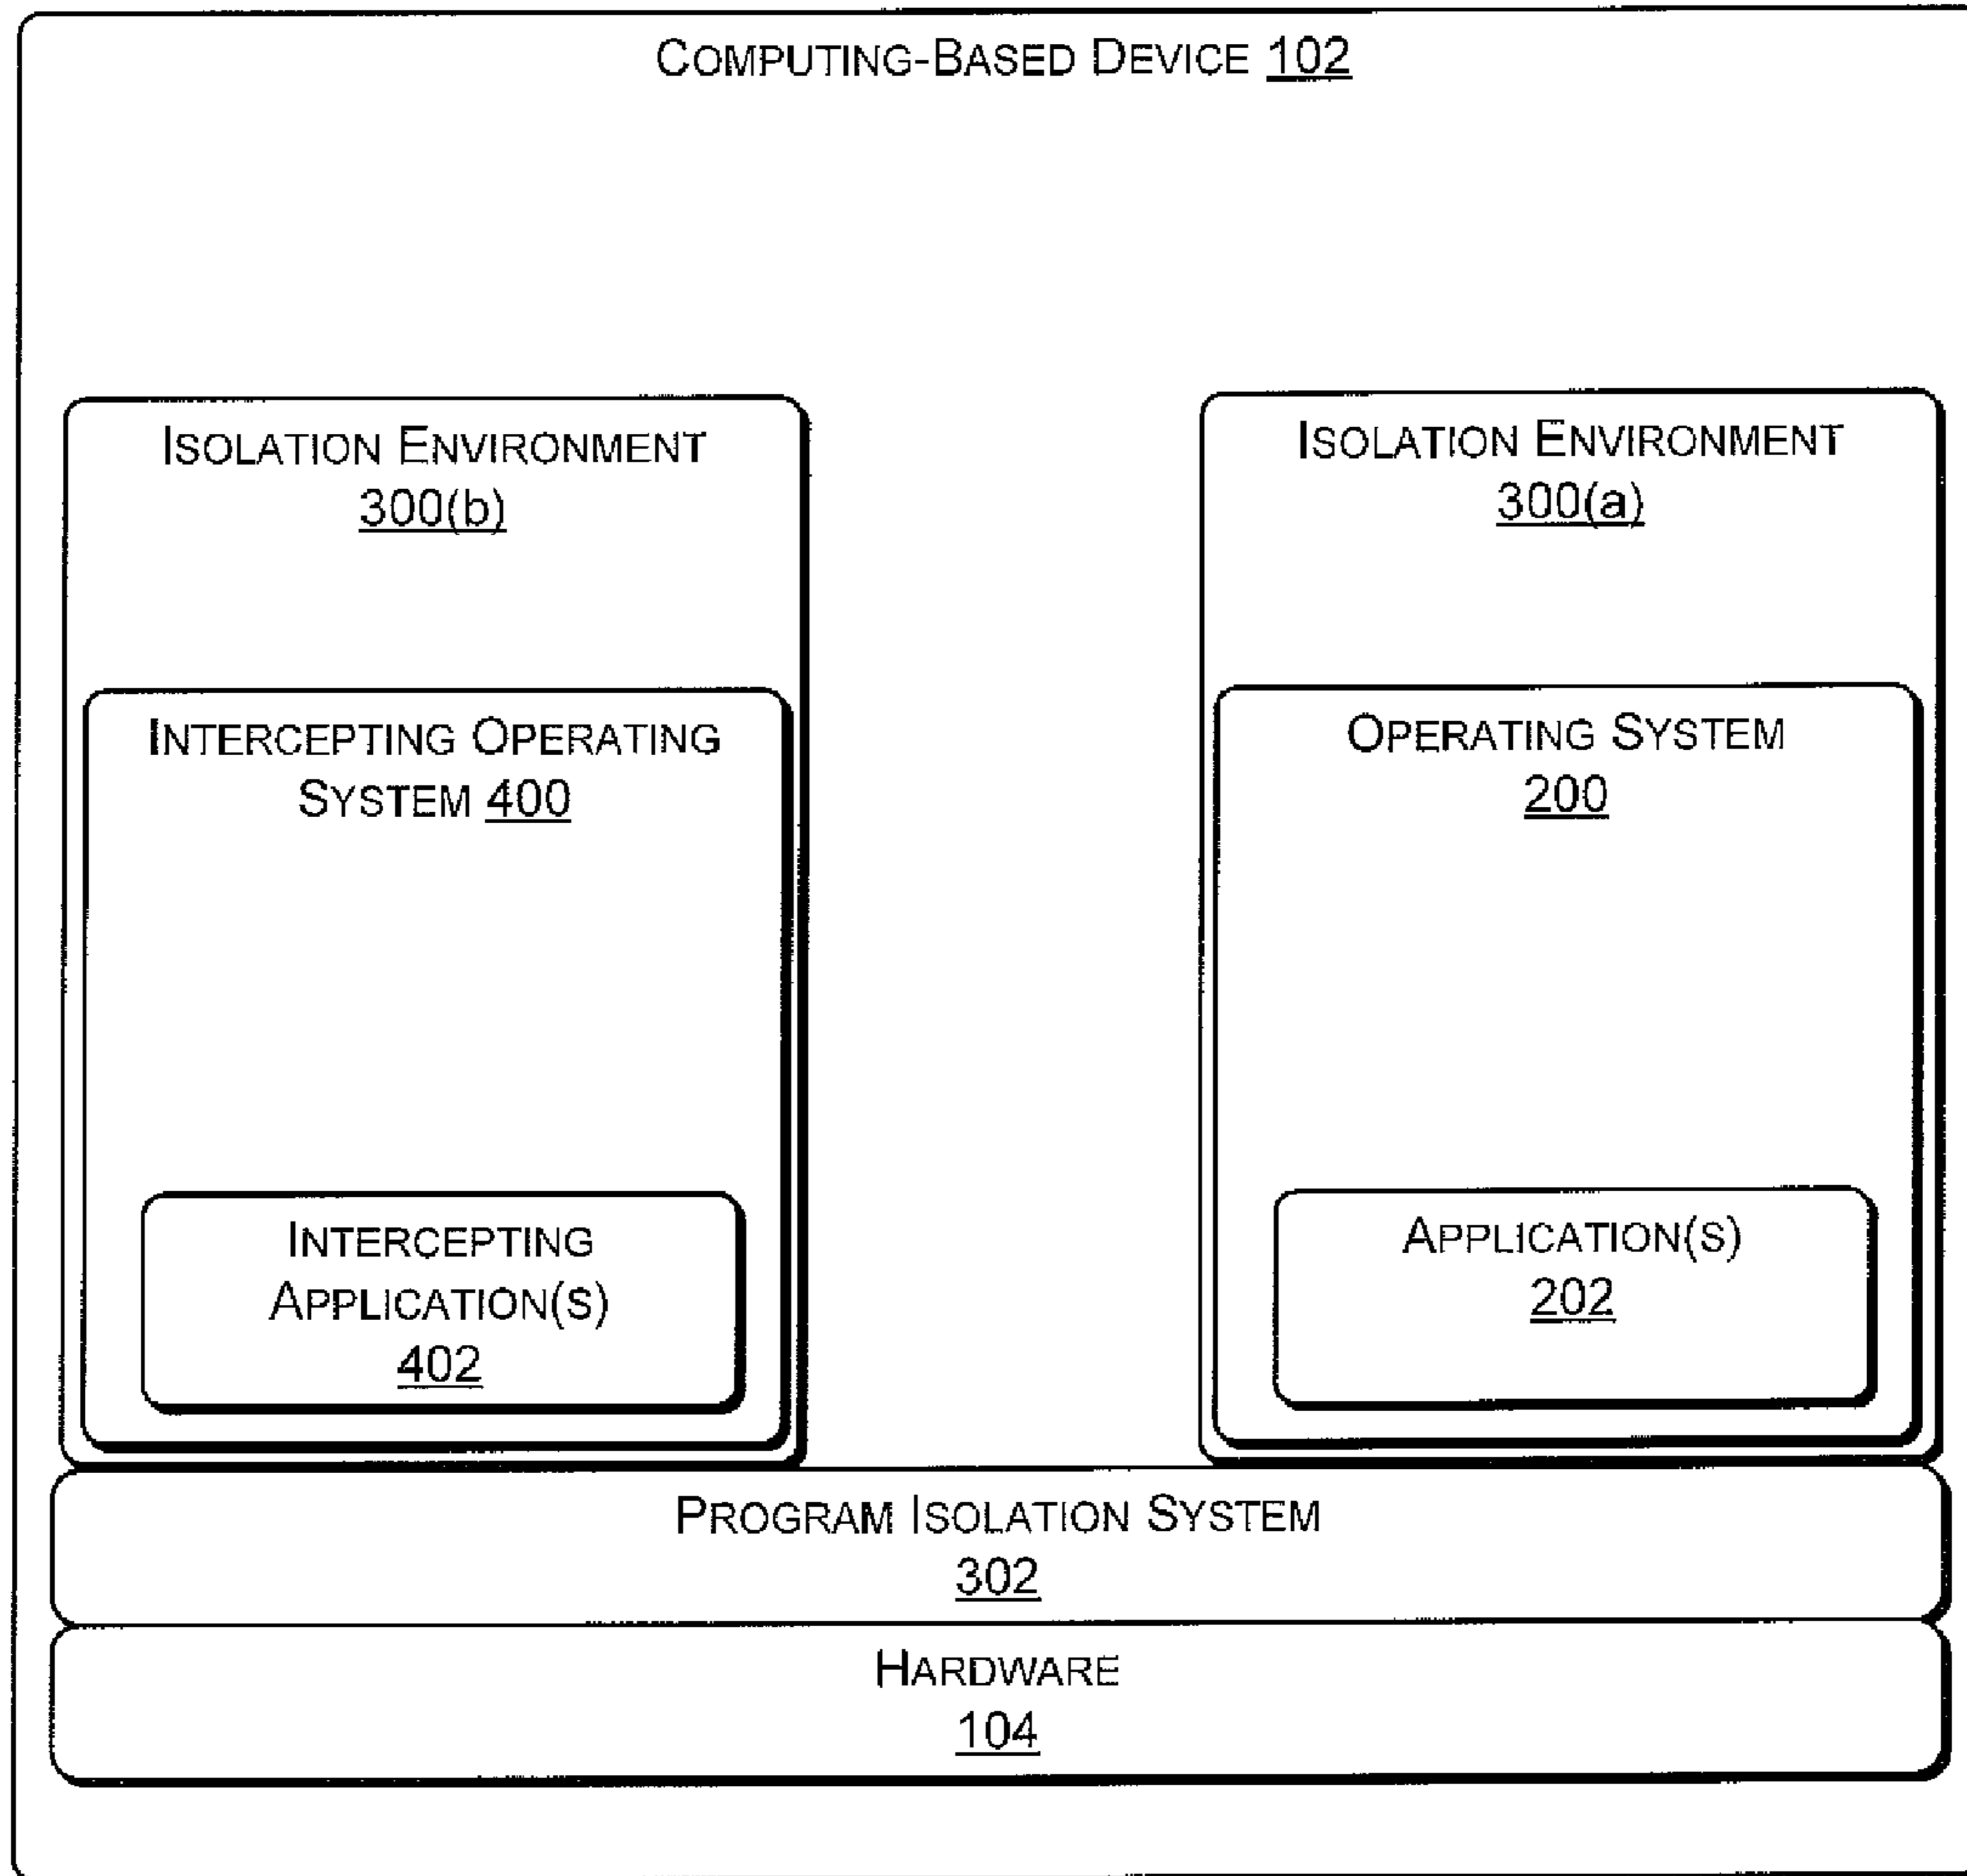 COMPUTING-BASED DEVICE 102
ISOLATION ENVIRONMENT
300(b)
INTERCEPTING OPERATING
SYSTEM 400
INTERCEPTING
APPLICATION(S)
402
ISOLATION ENVIRONMENT
300(a)
OPERATING SYSTEM
200
APPLICATION(S)
202
PROGRAM ISOLATION SYSTEM
302
HARDWARE
104